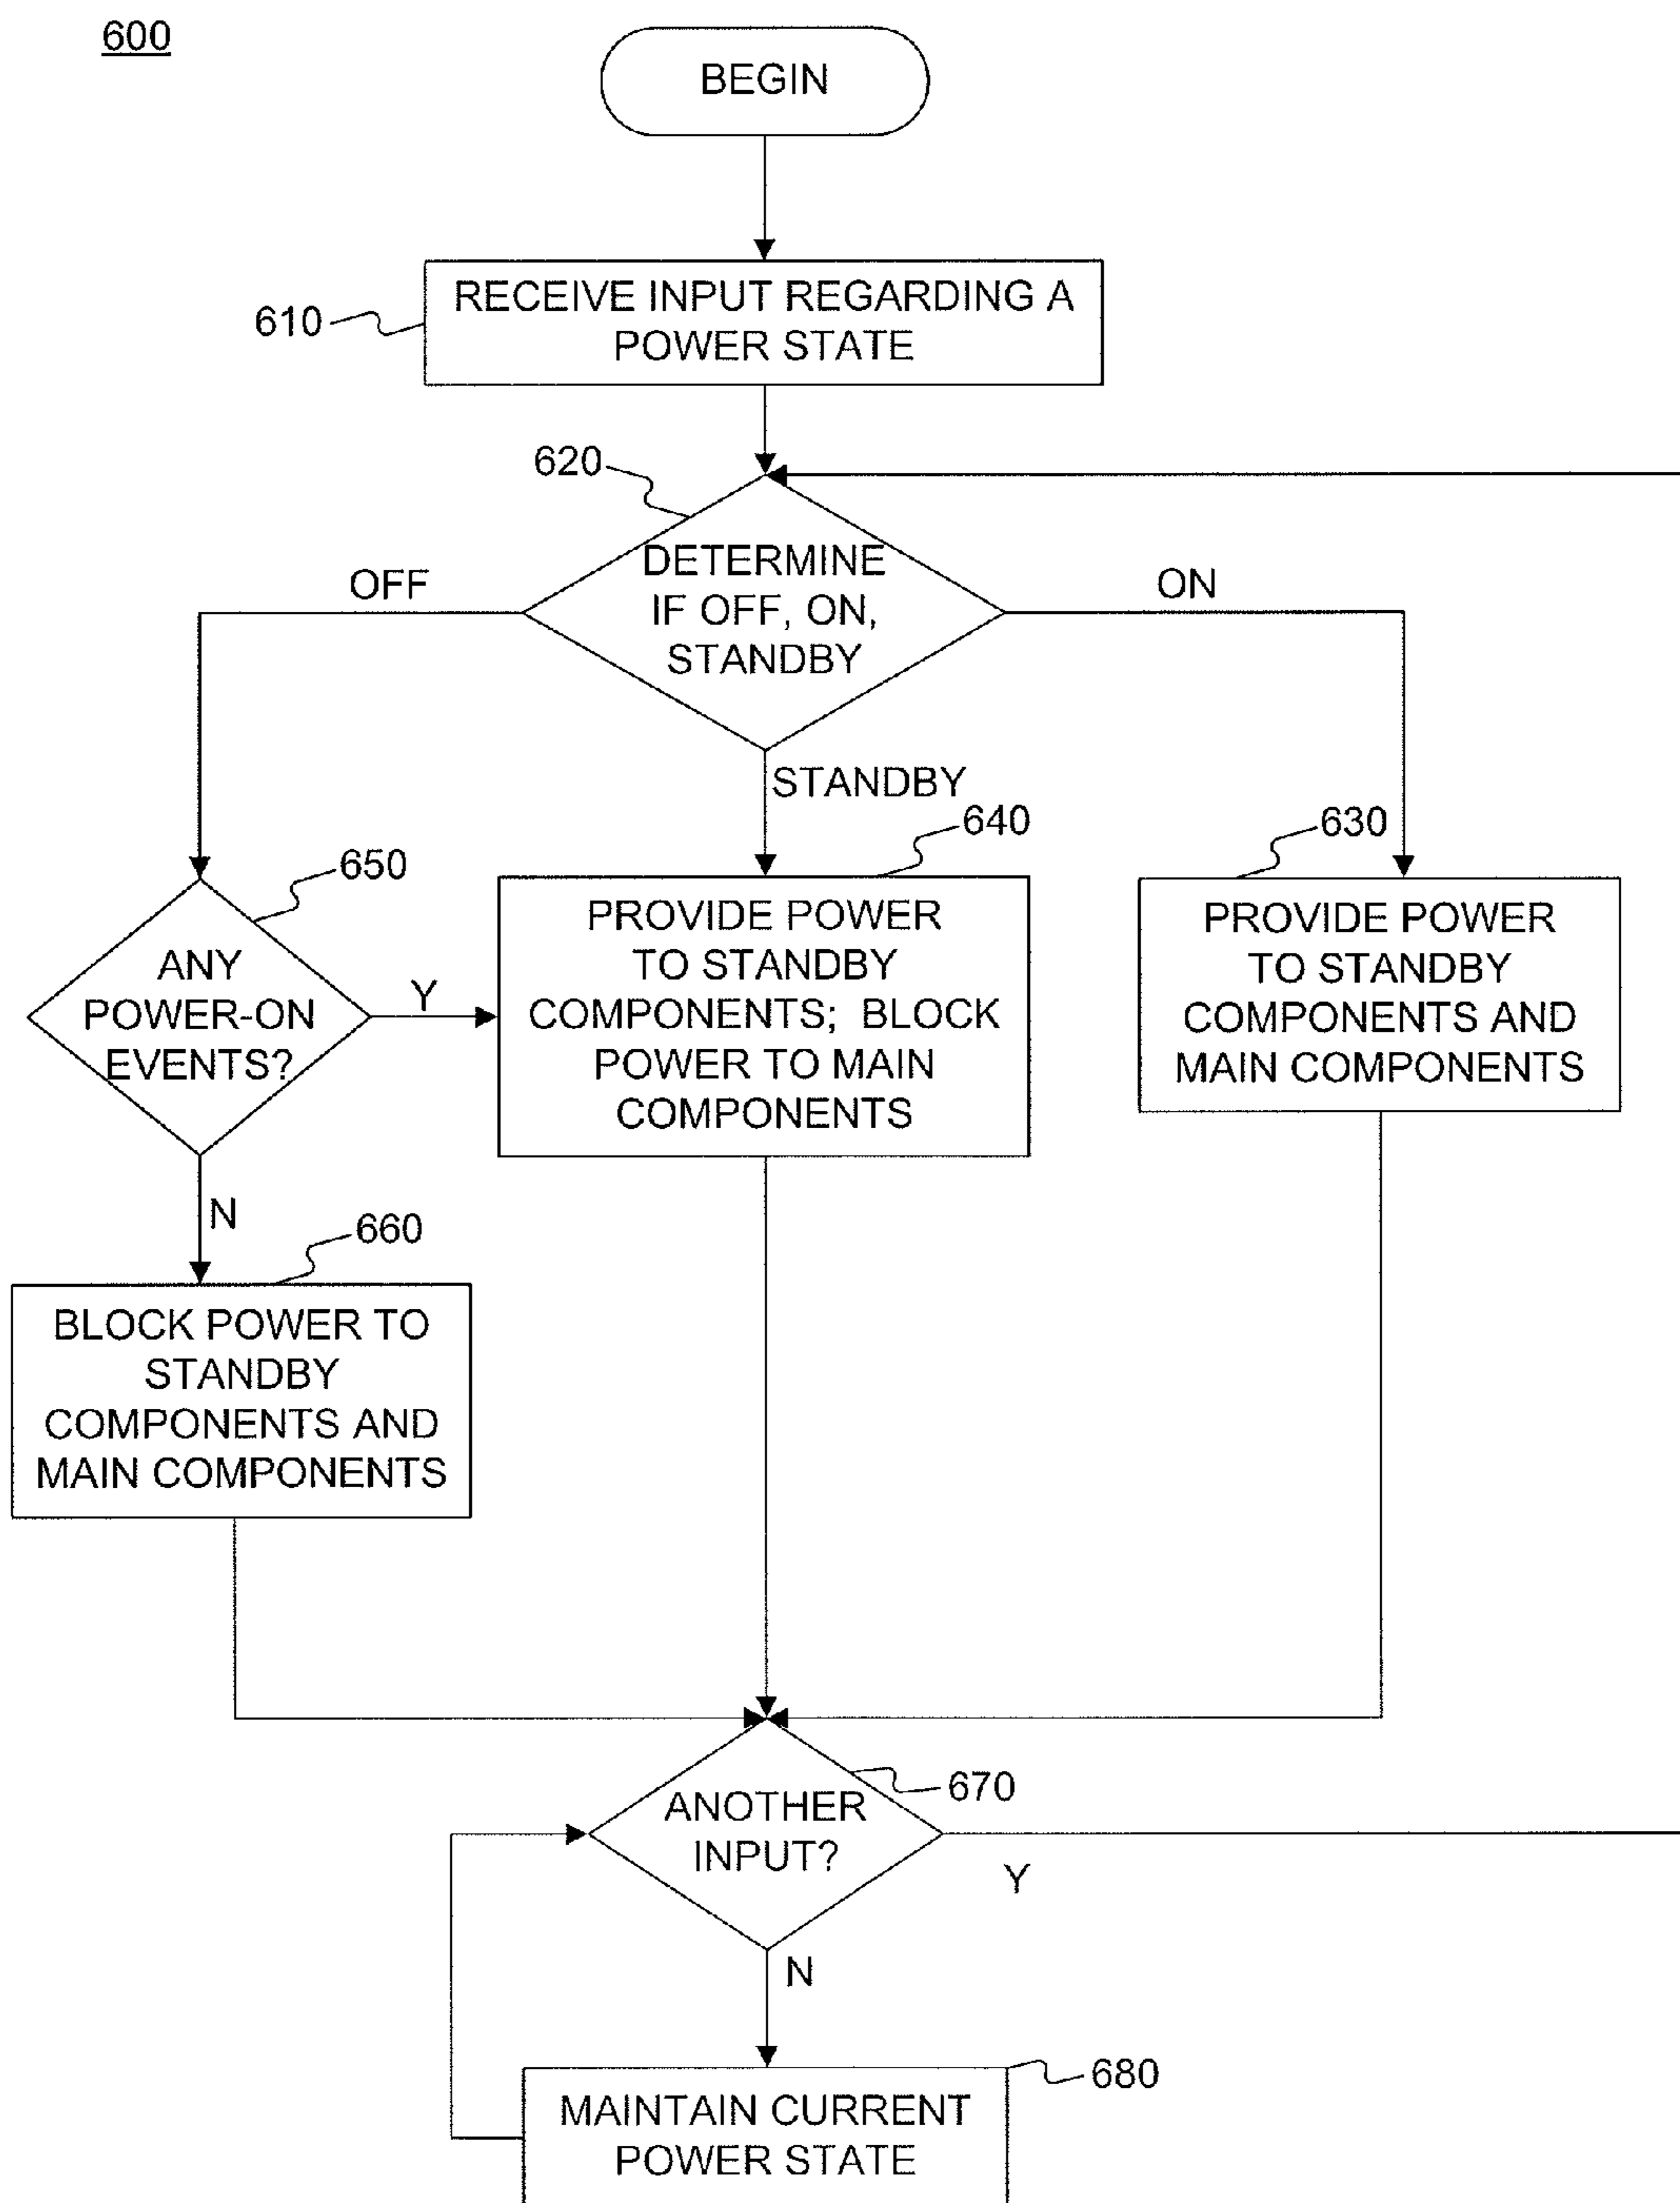 600
BEGIN
610
RECEIVE INPUT REGARDING A
POWER STATE
620
DETERMINE
IF OFF, ON,
STANDBY
OFF
ON
STANDBY
650
640
630
ANY
POWER-ON
EVENTS?
Y
PROVIDE POWER
TO STANDBY
COMPONENTS; BLOCK
POWER TO MAIN
COMPONENTS
PROVIDE POWER
TO STANDBY
COMPONENTS AND
MAIN COMPONENTS
N
660
BLOCK POWER TO
STANDBY
COMPONENTS AND
MAIN COMPONENTS
670
ANOTHER
INPUT?
Y
N
680
MAINTAIN CURRENT
POWER STATE